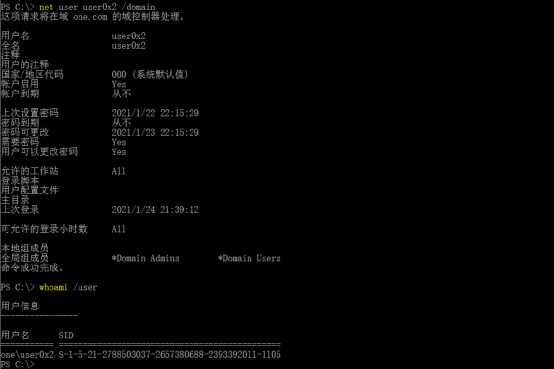 PS C:\> net user user0x2 /domain
这项请求将在域 one.com 的域控制器处理。
用户名 user0x2
全名 user0x2
注释
用户的注释
国家/地区代码 000 (系统默认值)
帐户启用 Yes
帐户到期 从不
上次设置密码 2021/1/22 22:15:29
密码到期 从不
密码可更改 2021/1/23 22:15:29
需要密码 Yes
用户可以更改密码 Yes
允许的工作站 All
登录脚本
用户配置文件
主目录
上次登录 2021/1/24 21:39:12
可允许的登录小时数 All
本地组成员
全局组成员 *Domain Admins *Domain Users
命令成功完成。
PS C:\> whoami /user
用户信息
----------------
用户名 SID
=========== ==============================================
one\user0x2 S-1-5-21-2788503037-2657380688-2393392011-1105
PS C:\>